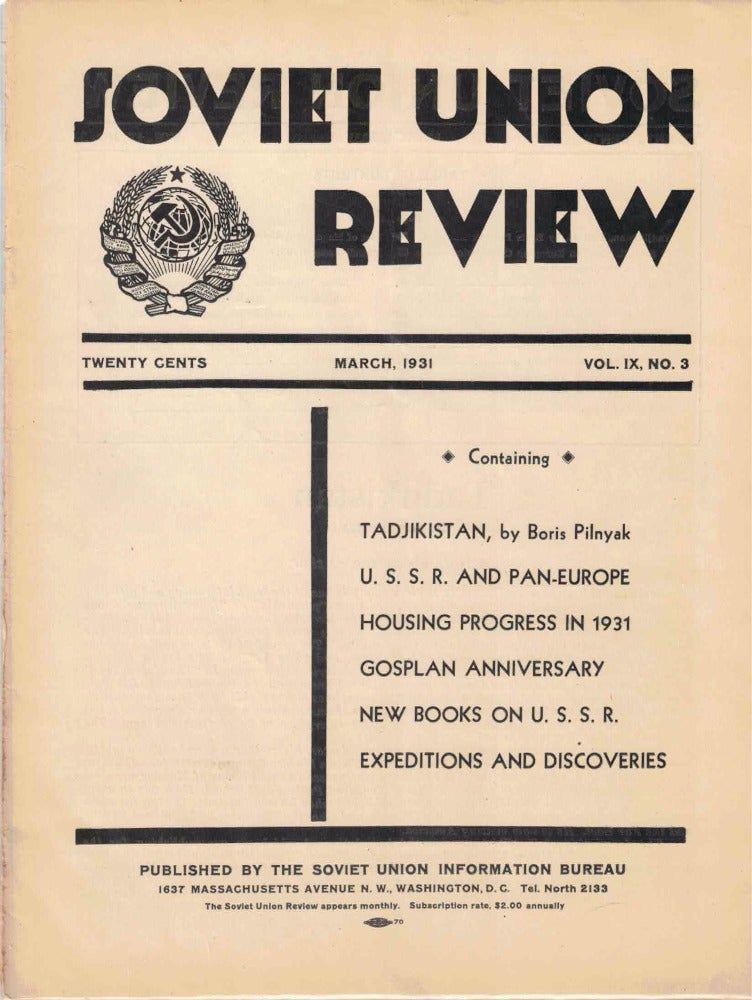 SOVIET UNION
REVIEW
TWENTY CENTS MARCH, 1931 VOL. IX, NO. 3
Containing
TADJIKISTAN, by Boris Pilnyak
U. S. S. R. AND PAN-EUROPE
HOUSING PROGRESS IN 1931
GOSPLAN ANNIVERSARY
NEW BOOKS ON U. S. S. R.
EXPEDITIONS AND DISCOVERIES
PUBLISHED BY THE SOVIET UNION INFORMATION BUREAU
1637 MASSACHUSETTS AVENUE N. W., WASHINGTON, D. C. Tel. North 2133
The Soviet Union Review appears monthly. Subscription rate, $2.00 annually
70